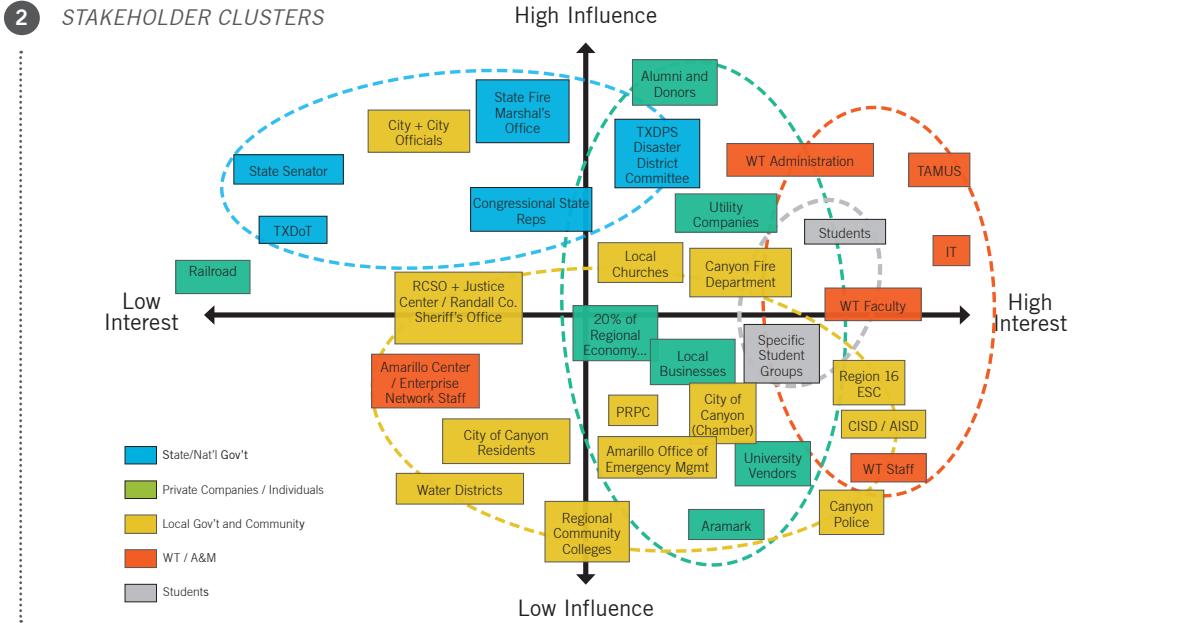 2
STAKEHOLDER CLUSTERS
High Influence
Alumni and
Donors
State Fire
Marshal's
Office
City + City
Officials
TXDPS
Disaster
District
Committee
WT Administration
TAMUS
State Senator
Congressional State
Reps
Utility
Companies
TXDoT
Students
IT
Local
Churches
Canyon Fire
Department
Railroad
RCSO + Justice
Center / Randall Co.
Sheriff's Office
Low
Interest
WT Faculty
High
Interest
20% of
Regional
Economy...
Specific
Student
Groups
Local
Businesses
Amarillo Center
/ Enterprise
Network Staff
Region 16
ESC
PRPC
City of
Canyon
(Chamber)
CISD / AISD
City of Canyon
Residents
Amarillo Office of
Emergency Mgmt
University
Vendors
WT Staff
Water Districts
Canyon
Police
Regional
Community
Colleges
Aramark
State/Nat'l Gov't
Private Companies / Individuals
Local Gov't and Community
WT / A&M
Students
Low Influence